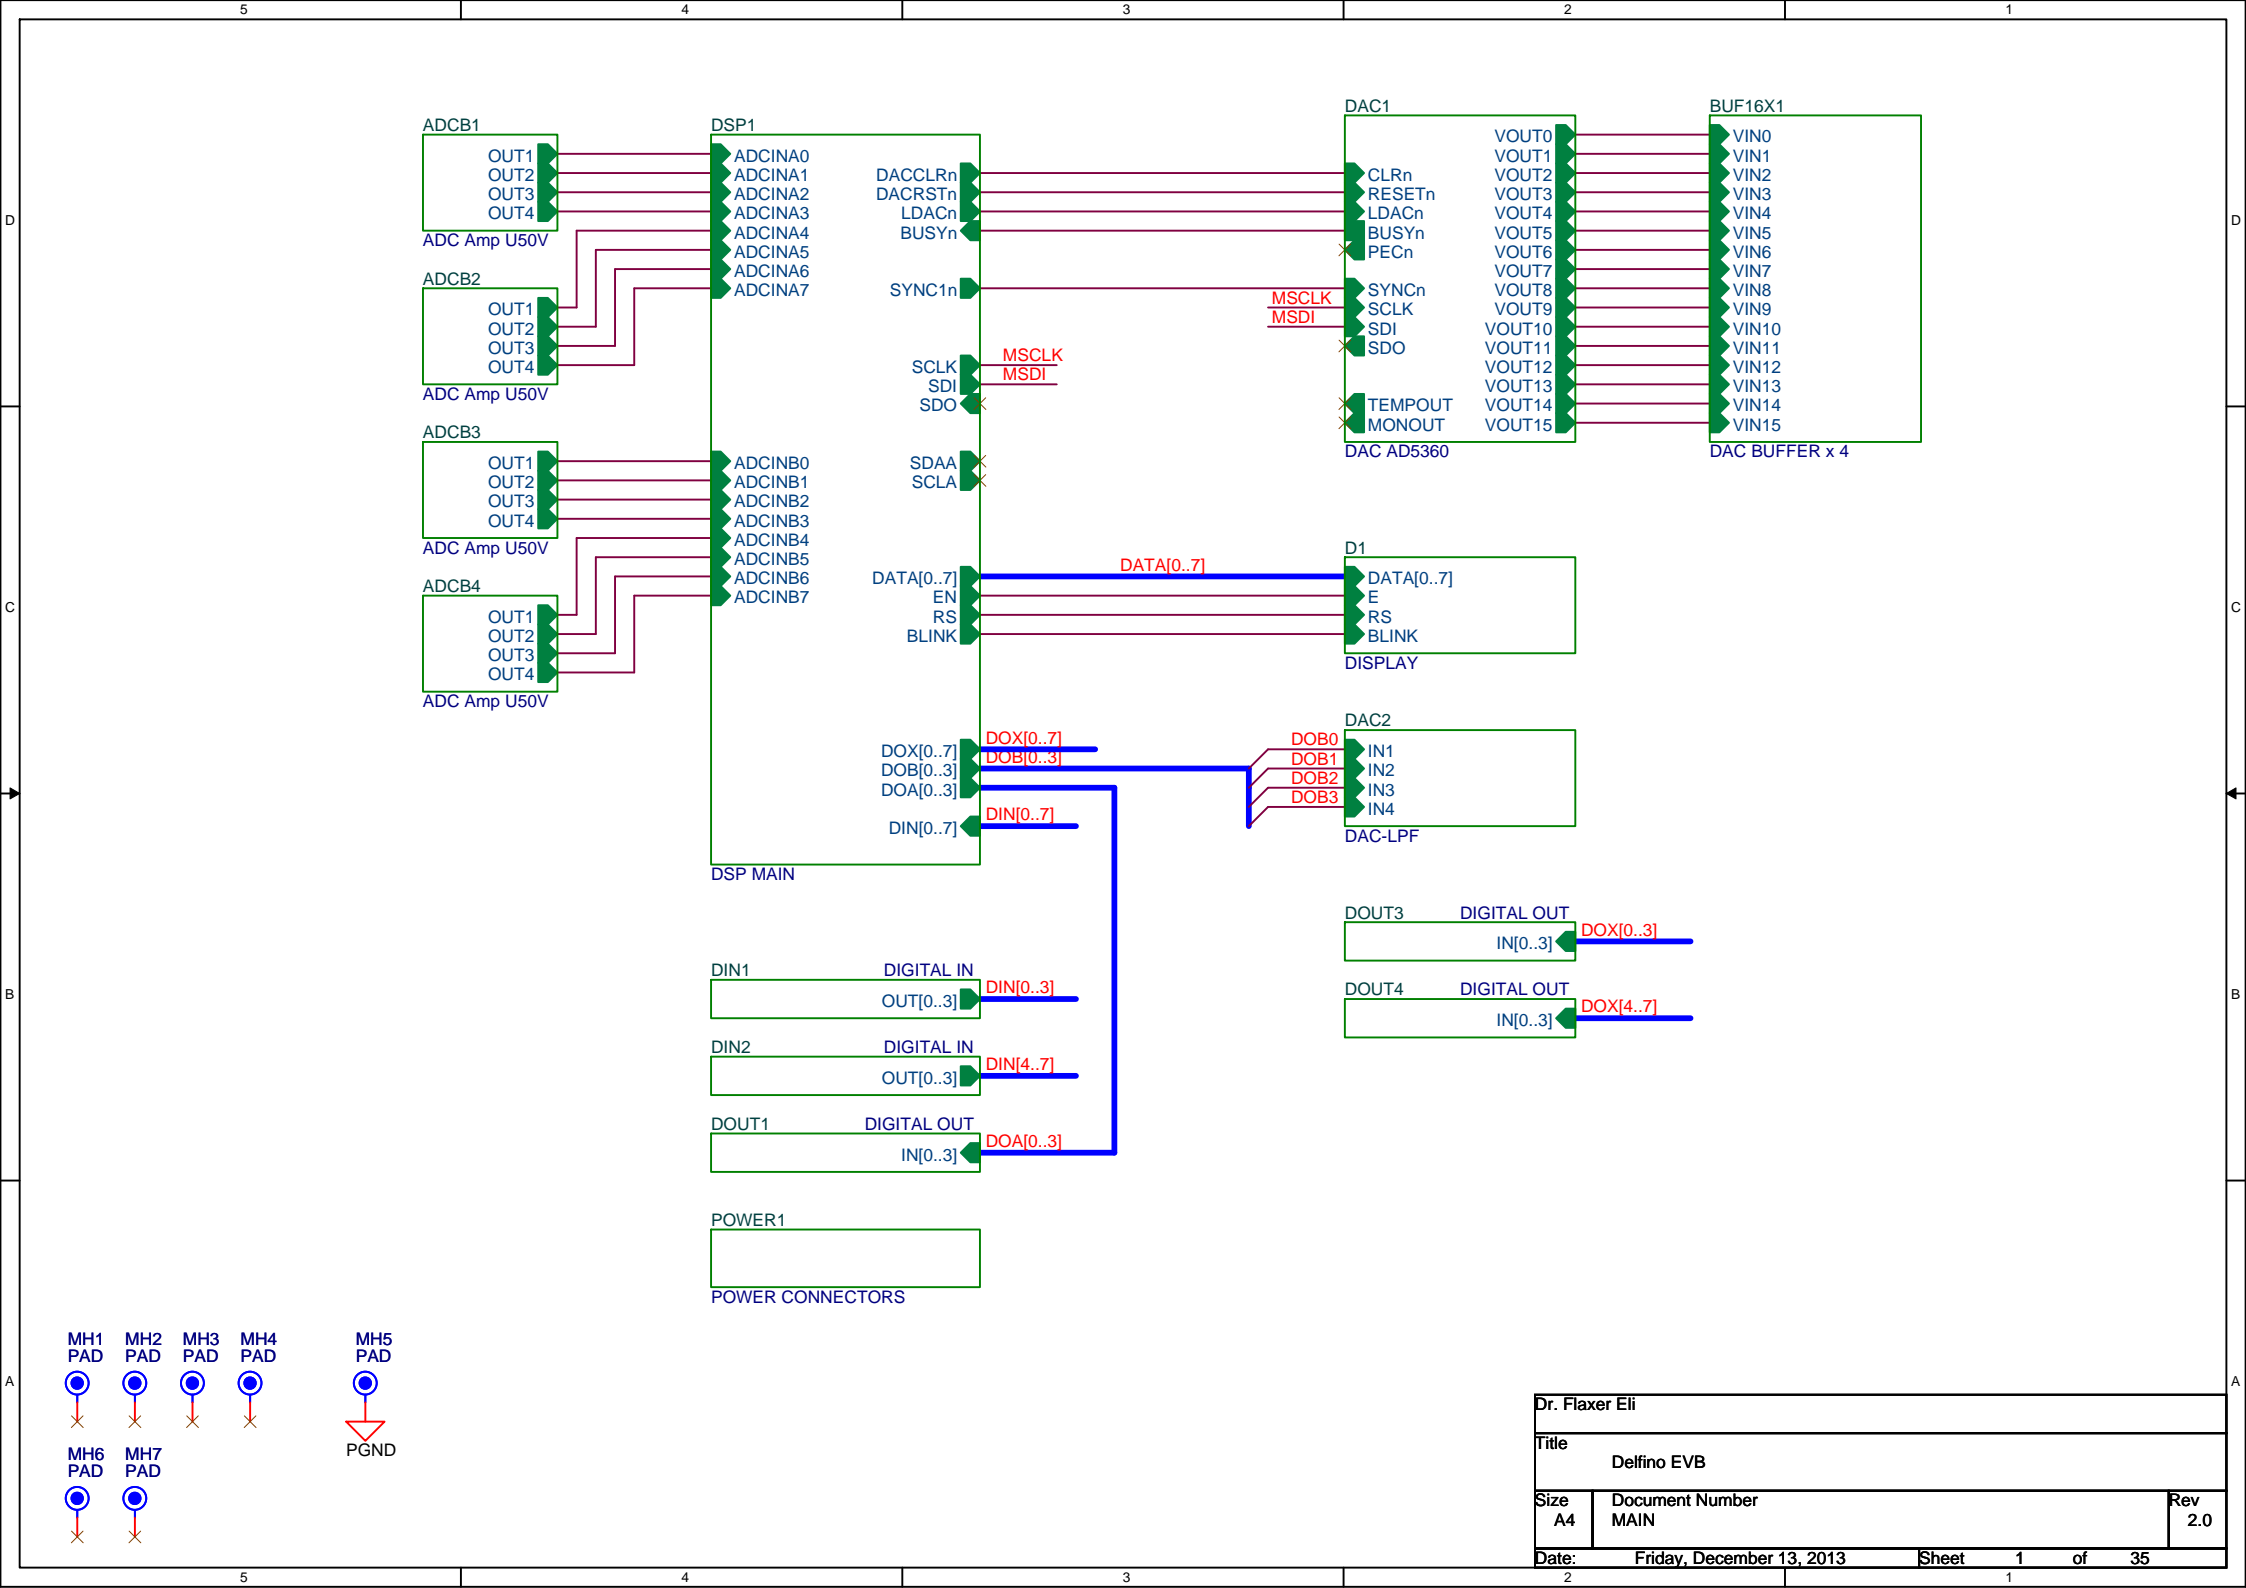 5 4 3 2 1
D
C
B
A
D
C
B
A
ADCB1
OUT1
OUT2
OUT3
OUT4
ADC Amp U50V
ADCB2
OUT1
OUT2
OUT3
OUT4
ADC Amp U50V
ADCB3
OUT1
OUT2
OUT3
OUT4
ADC Amp U50V
ADCB4
OUT1
OUT2
OUT3
OUT4
ADC Amp U50V
DSP1
ADCINA0
ADCINA1
ADCINA2
ADCINA3
ADCINA4
ADCINA5
ADCINA6
ADCINA7
ADCINB0
ADCINB1
ADCINB2
ADCINB3
ADCINB4
ADCINB5
ADCINB6
ADCINB7
DACCLRn
DACRSTn
LDACn
BUSYn
SYNC1n
SCLK
SDI
SDO
SDAA
SCLA
DATA[0..7]
EN
RS
BLINK
DOX[0..7]
DOB[0..3]
DOA[0..3]
DIN[0..7]
DSP MAIN
MSCLK
MSDI
DATA[0..7]
DOX[0..7]
DOB[0..3]
DIN[0..7]
MSCLK
MSDI
DAC1
CLRn
RESETn
LDACn
BUSYn
PECn
SYNCn
SCLK
SDI
SDO
TEMPOUT
MONOUT
VOUT0
VOUT1
VOUT2
VOUT3
VOUT4
VOUT5
VOUT6
VOUT7
VOUT8
VOUT9
VOUT10
VOUT11
VOUT12
VOUT13
VOUT14
VOUT15
DAC AD5360
BUF16X1
VIN0
VIN1
VIN2
VIN3
VIN4
VIN5
VIN6
VIN7
VIN8
VIN9
VIN10
VIN11
VIN12
VIN13
VIN14
VIN15
DAC BUFFER x 4
D1
DATA[0..7]
E
RS
BLINK
DISPLAY
DAC2
DOB0
DOB1
DOB2
DOB3
IN1
IN2
IN3
IN4
DAC-LPF
DOUT3 DIGITAL OUT
IN[0..3] DOX[0..3]
DOUT4 DIGITAL OUT
IN[0..3] DOX[4..7]
DIN1 DIGITAL IN
OUT[0..3] DIN[0..3]
DIN2 DIGITAL IN
OUT[0..3] DIN[4..7]
DOUT1 DIGITAL OUT
IN[0..3] DOA[0..3]
POWER1
POWER CONNECTORS
MH1 MH2 MH3 MH4 MH5
PAD PAD PAD PAD PAD
PGND
MH6 MH7
PAD PAD
Dr. Flaxer Eli
Title
Delfino EVB
Size Document Number Rev
A4 MAIN 2.0
Date: Friday, December 13, 2013 Sheet 1 of 35
5 4 3 2 1